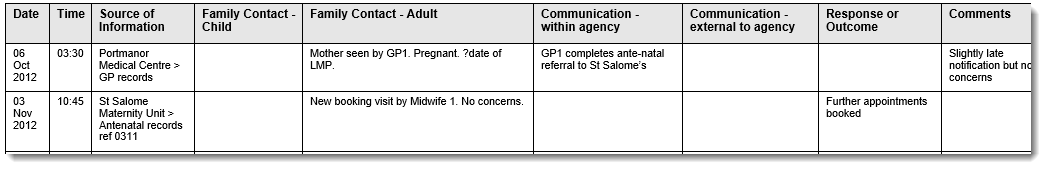 Date Time Source of Information Family Contact - Child Family Contact - Adult Communication - within agency Communication - external to agency Response or Outcome Comments
06 Oct 2012 03:30 Portmanor Medical Centre > GP records Mother seen by GP1. Pregnant. ?date of LMP. GP1 completes ante-natal referral to St Salome's Slightly late notification but no concerns
03 Nov 2012 10:45 St Salome Maternity Unit > Antenatal records ref 0311 New booking visit by Midwife 1. No concerns. Further appointments booked